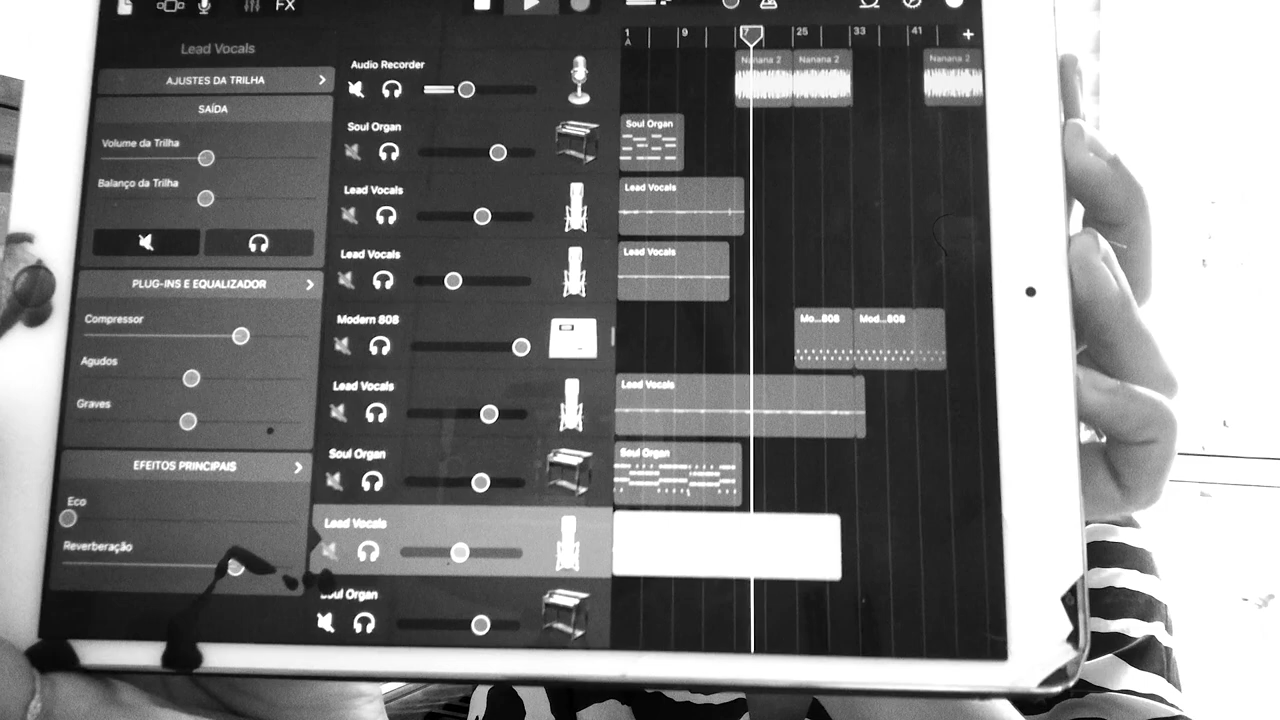 FX
Lead Vocals
AJUSTES DA TRILHA
SAÍDA
Volume da Trilha
Balanço da Trilha
PLUG-INS E EQUALIZADOR
Compressor
Agudos
Graves
EFEITOS PRINCIPAIS
Eco
Reverberação
Audio Recorder
Soul Organ
Lead Vocals
Lead Vocals
Modern 808
Lead Vocals
Soul Organ
Lead Vocals
Soul Organ
1 9 25 33 41 +
A
Nanana 2 Nanana 2 Nanana 2
Soul Organ
Lead Vocals
Lead Vocals
Mo...808 Mod...808
Lead Vocals
Soul Organ